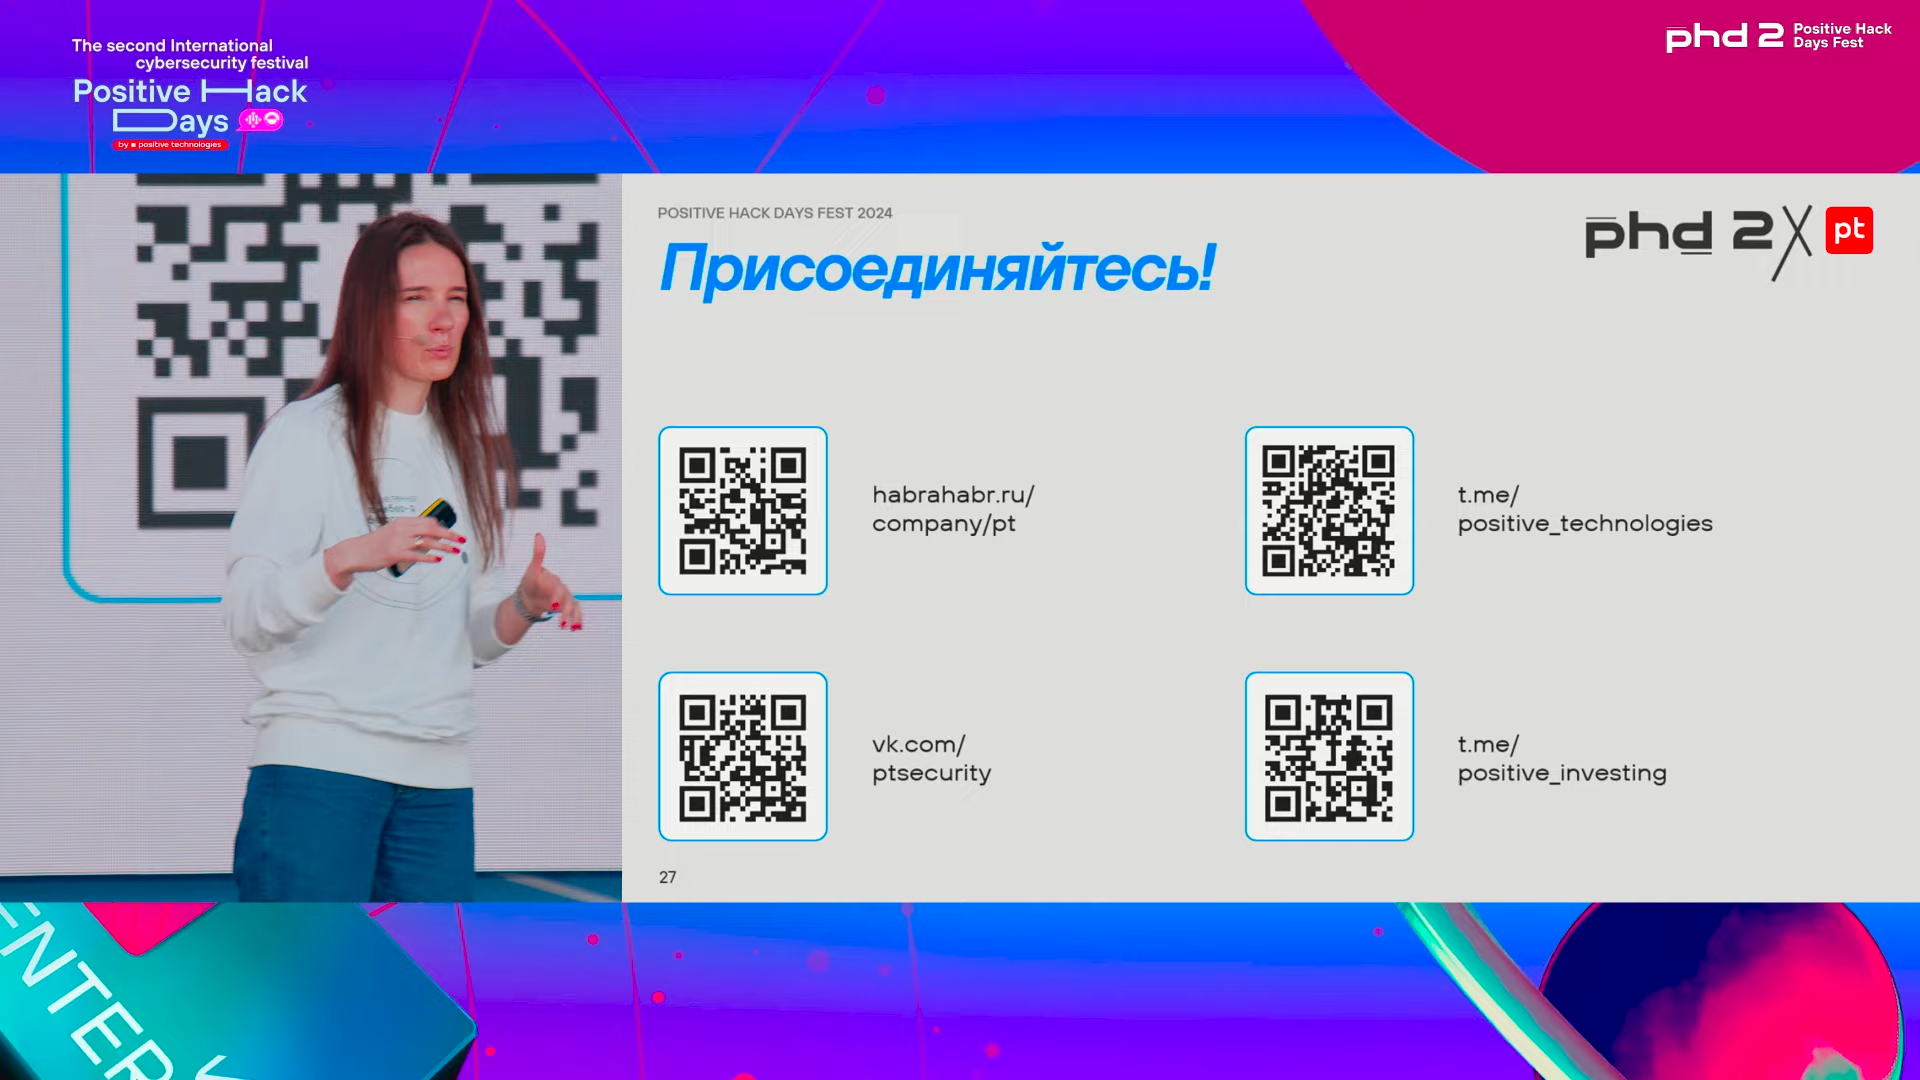 The second International
cybersecurity festival
Positive Hack
Days
by positive technologies
phd 2 Positive Hack
Days Fest
POSITIVE HACK DAYS FEST 2024
Присоединяйтесь!
phd 2 pt
habrahabr.ru/
company/pt
t.me/
positive_technologies
vk.com/
ptsecurity
t.me/
positive_investing
27
ENTER